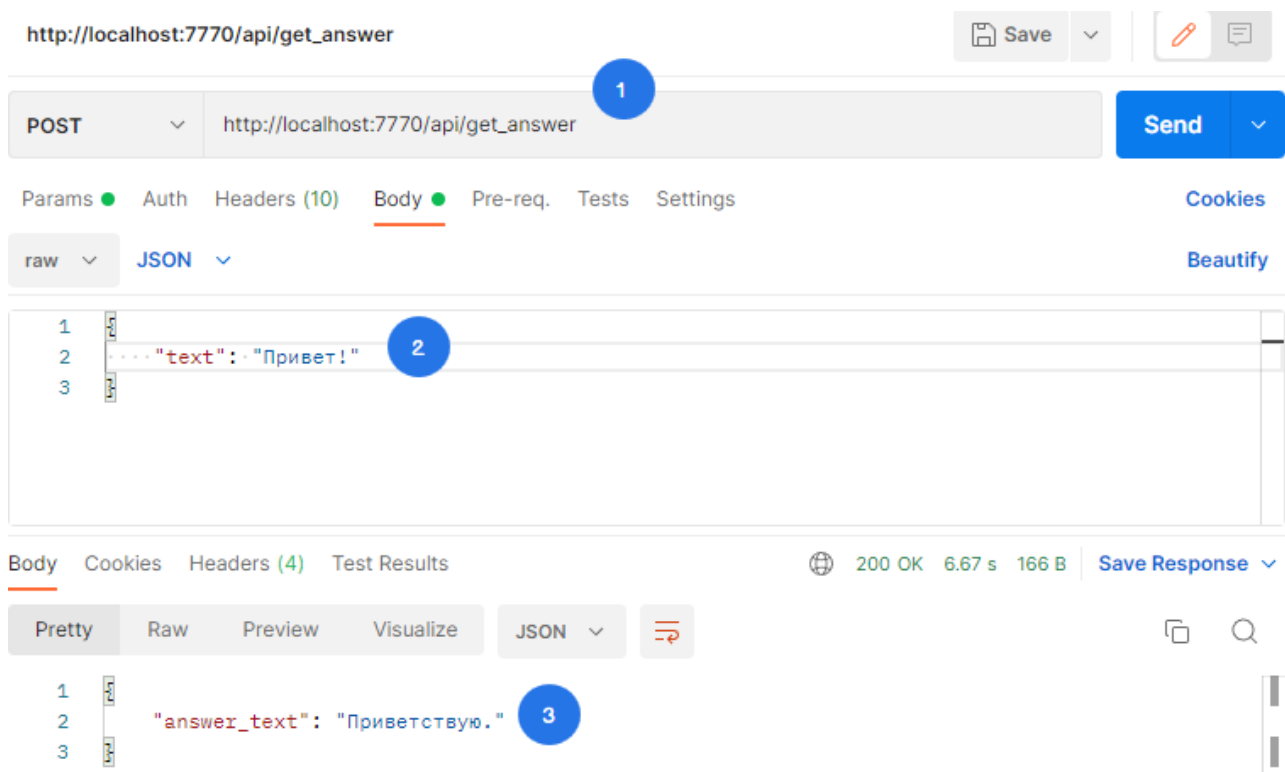 http://localhost:7770/api/get_answer Save
1
POST http://localhost:7770/api/get_answer Send
Params Auth Headers (10) Body Pre-req. Tests Settings Cookies
raw JSON Beautify
1 {
2 "text": "Привет!" 2
3 }
Body Cookies Headers (4) Test Results 200 OK 6.67 s 166 B Save Response
Pretty Raw Preview Visualize JSON
1 {
2 "answer_text": "Приветствую." 3
3 }